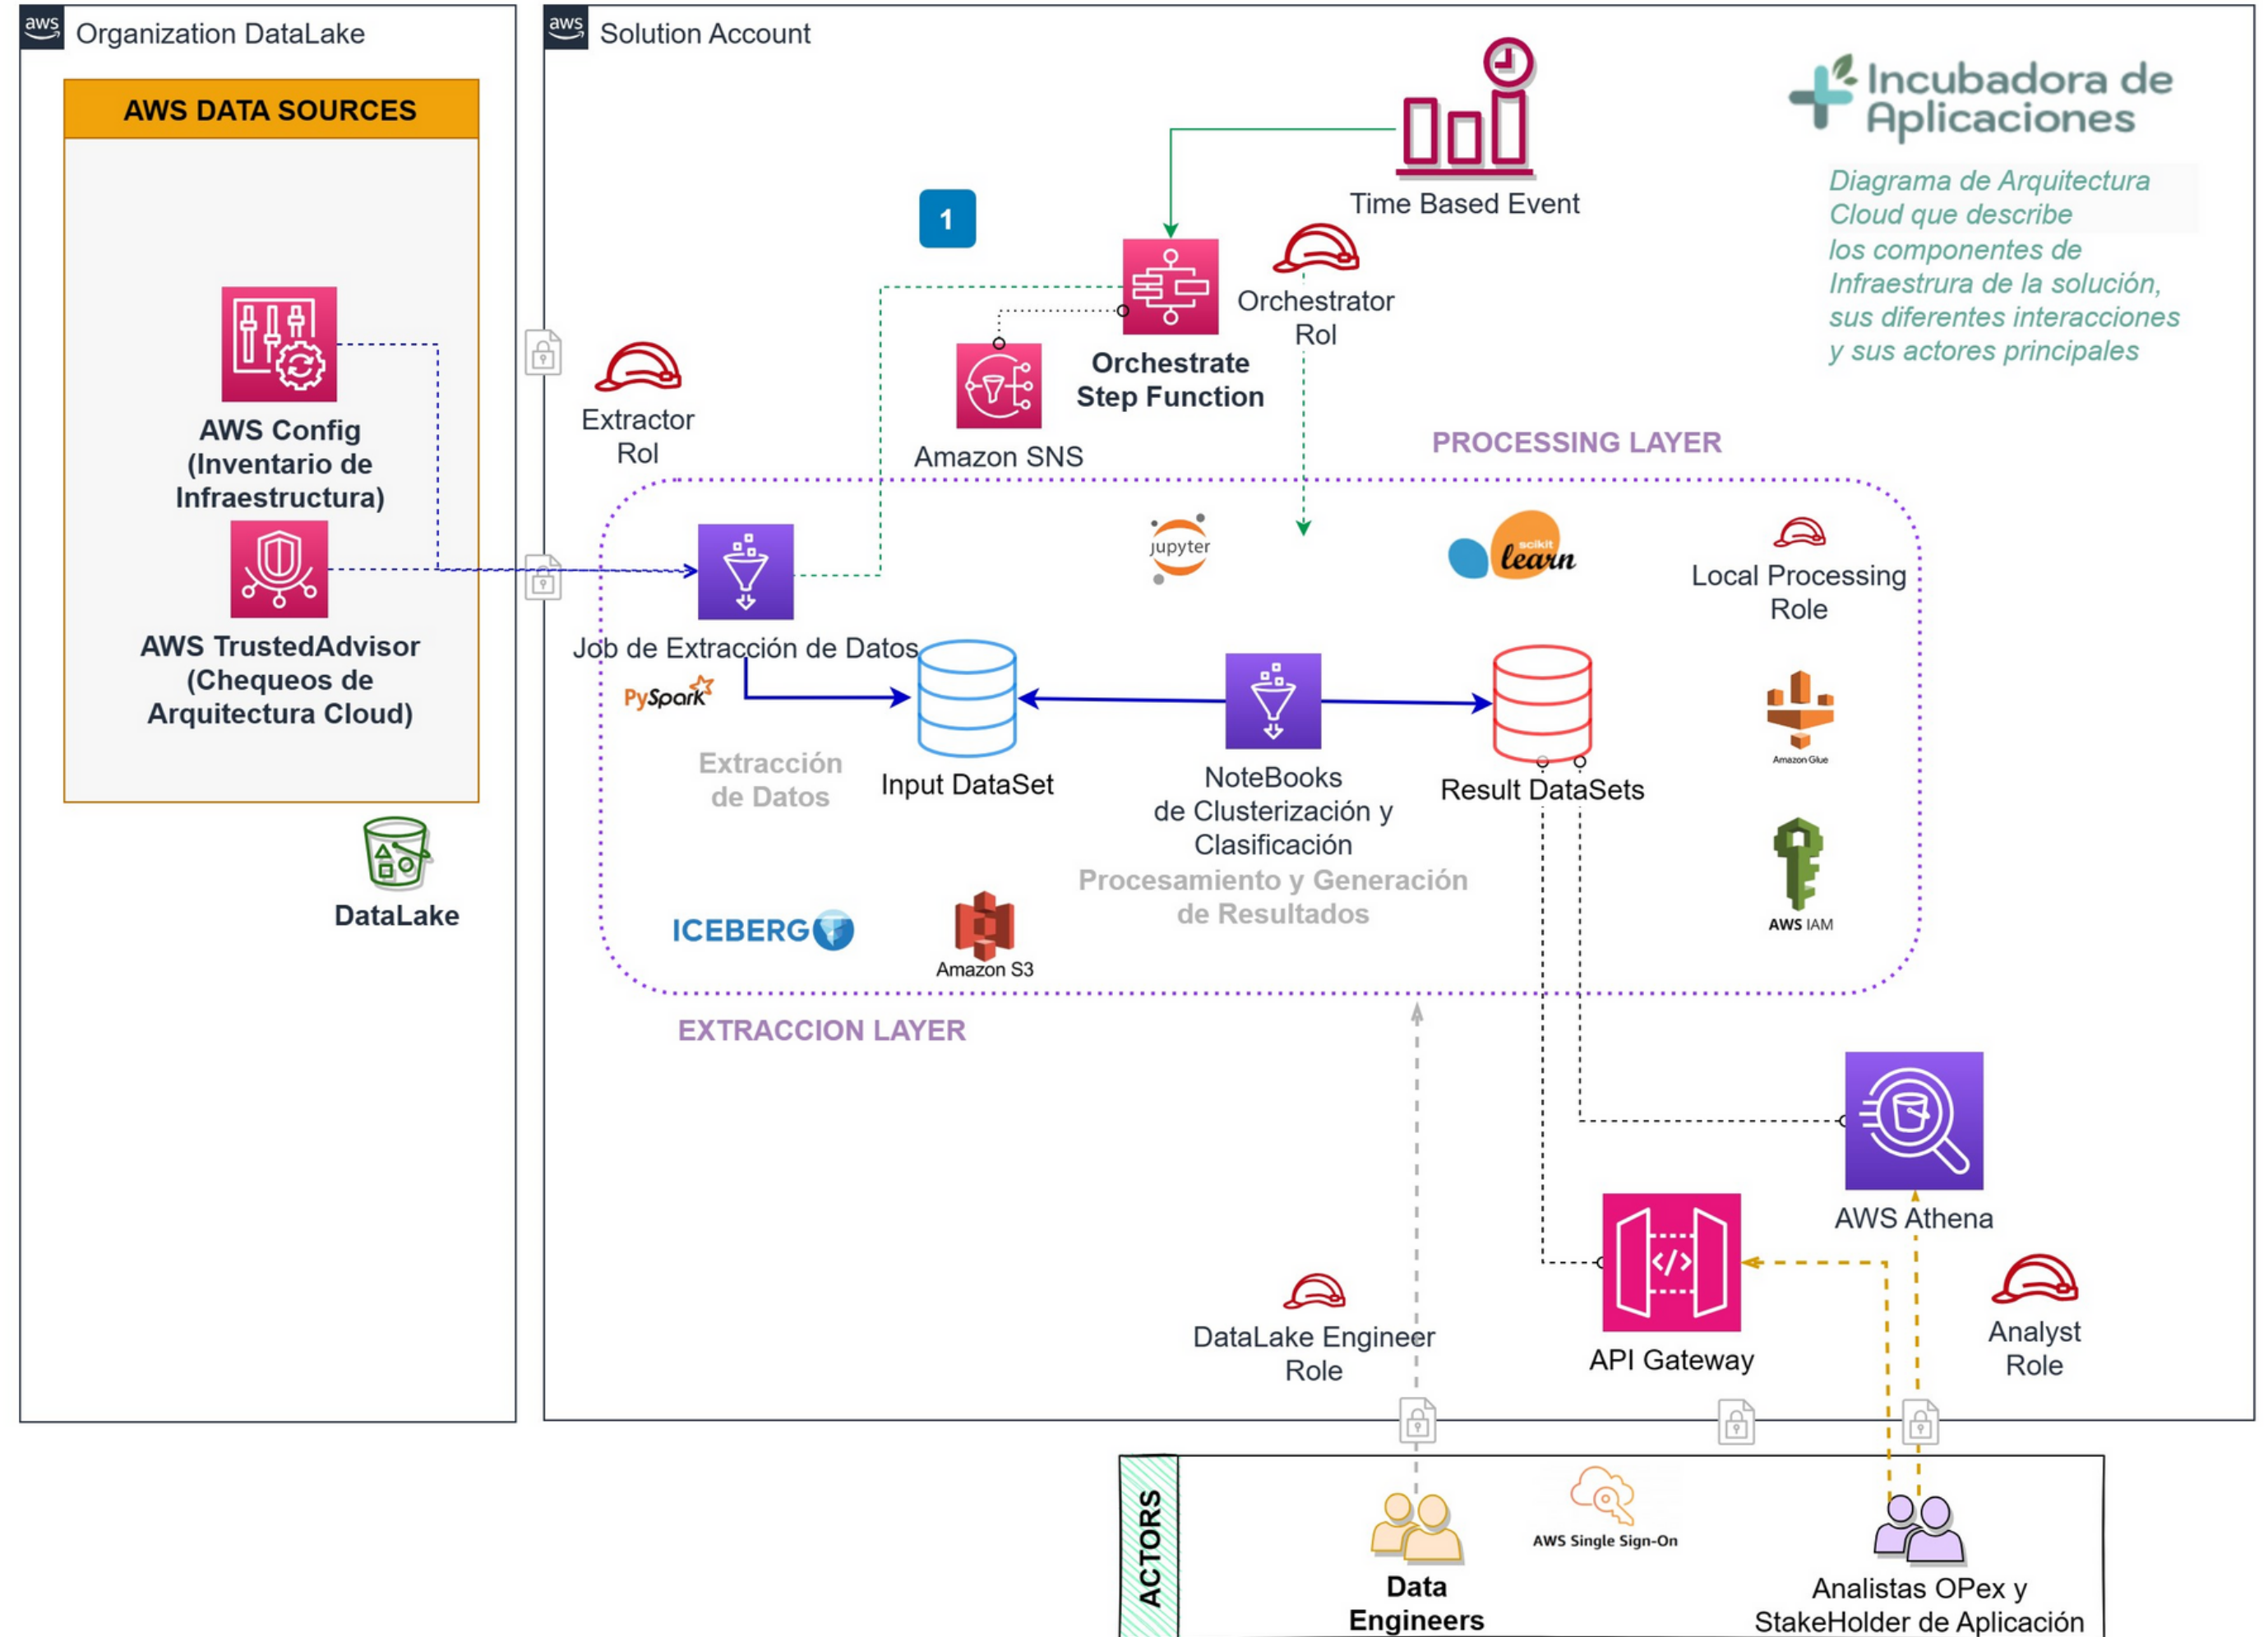 aws
Organization DataLake
AWS DATA SOURCES
AWS Config
(Inventario de
Infraestructura)
AWS TrustedAdvisor
(Chequeos de
Arquitectura Cloud)
DataLake
aws
Solution Account
Time Based Event
Incubadora de
Aplicaciones
Diagrama de Arquitectura
Cloud que describe
los componentes de
Infraestrura de la solución,
sus diferentes interacciones
y sus actores principales
1
Orchestrator
Rol
Orchestrate
Step Function
Amazon SNS
Extractor
Rol
PROCESSING LAYER
Jupyter
scikit
learn
Local Processing
Role
Job de Extracción de Datos
PySpark
Extracción
de Datos
Input DataSet
NoteBooks
de Clusterización y
Clasificación
Procesamiento y Generación
de Resultados
Result DataSets
Amazon Glue
AWS IAM
ICEBERG
Amazon S3
EXTRACCION LAYER
AWS Athena
API Gateway
DataLake Engineer
Role
Analyst
Role
ACTORS
Data
Engineers
AWS Single Sign-On
Analistas OPex y
StakeHolder de Aplicación